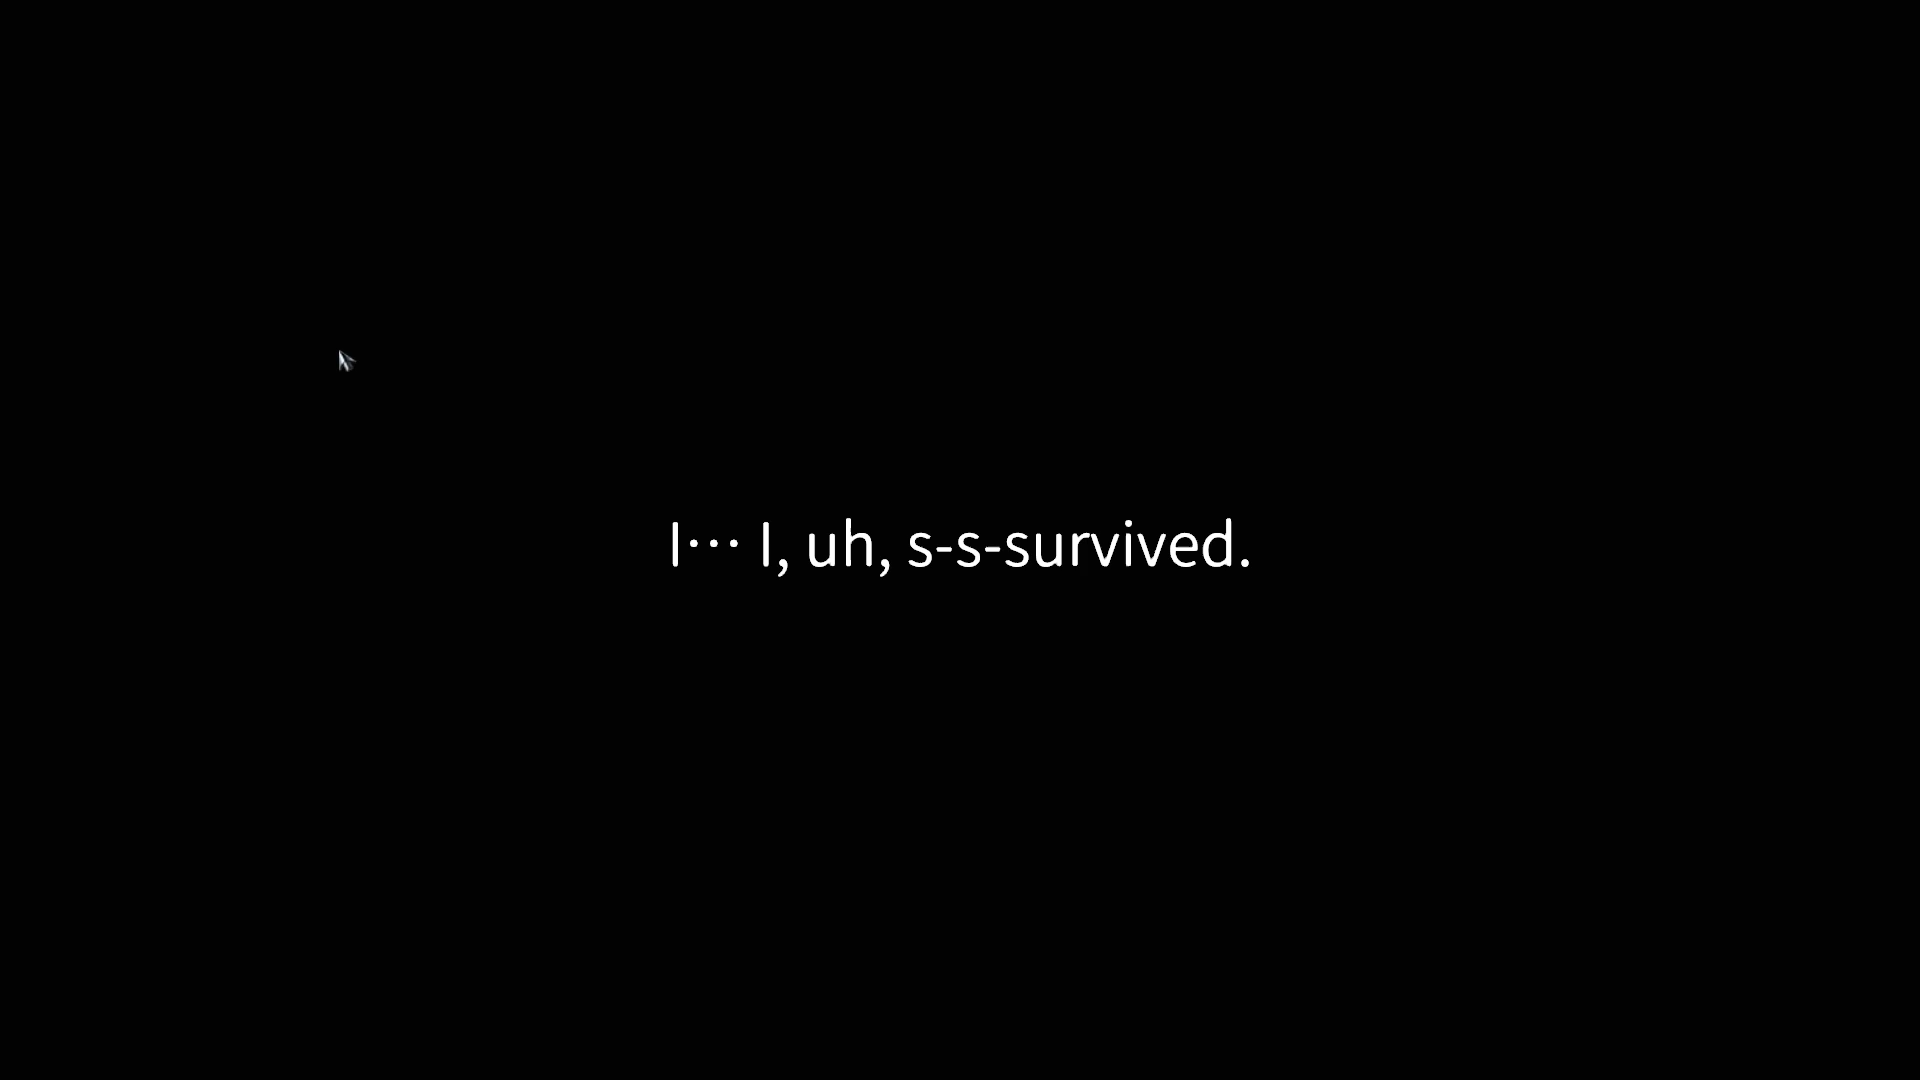 I⋯ I, uh, s-s-survived.